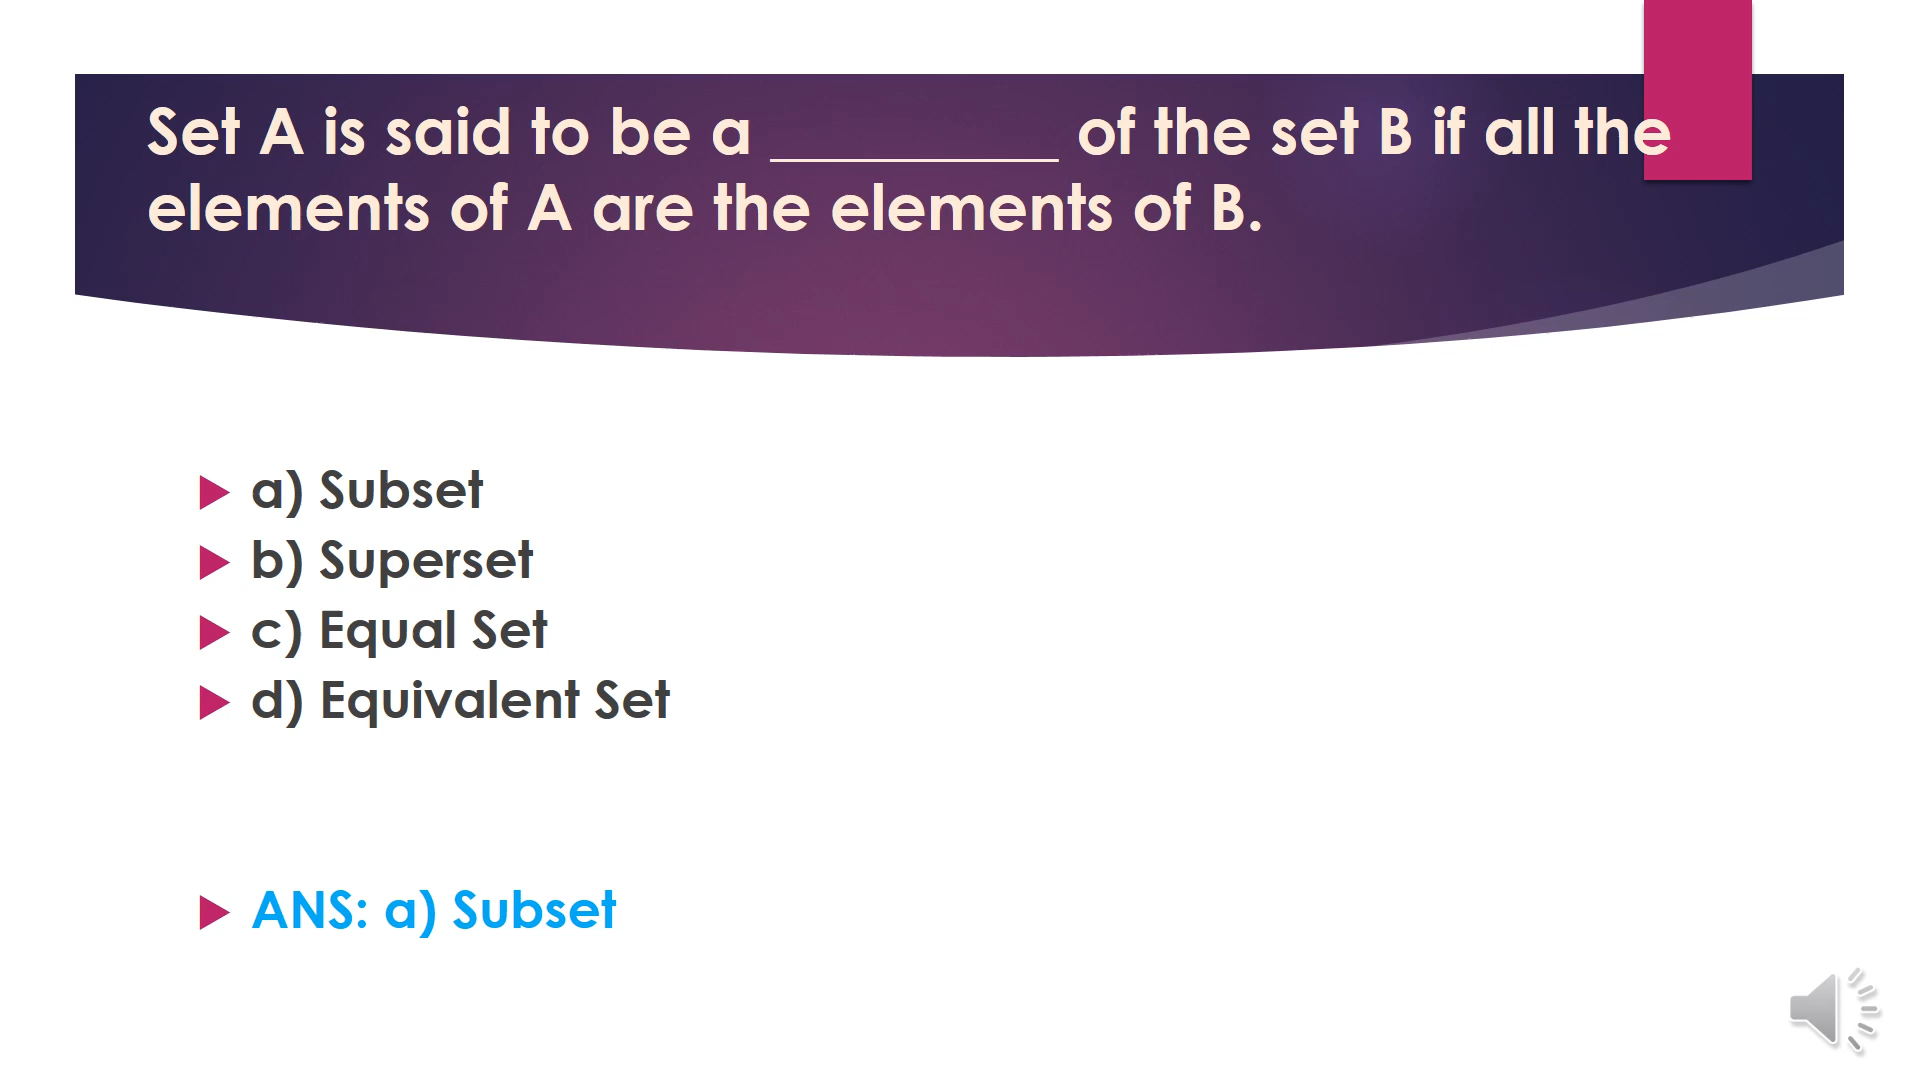 Set A is said to be a _________ of the set B if all the
elements of A are the elements of B.
a) Subset
b) Superset
c) Equal Set
d) Equivalent Set
ANS: a) Subset